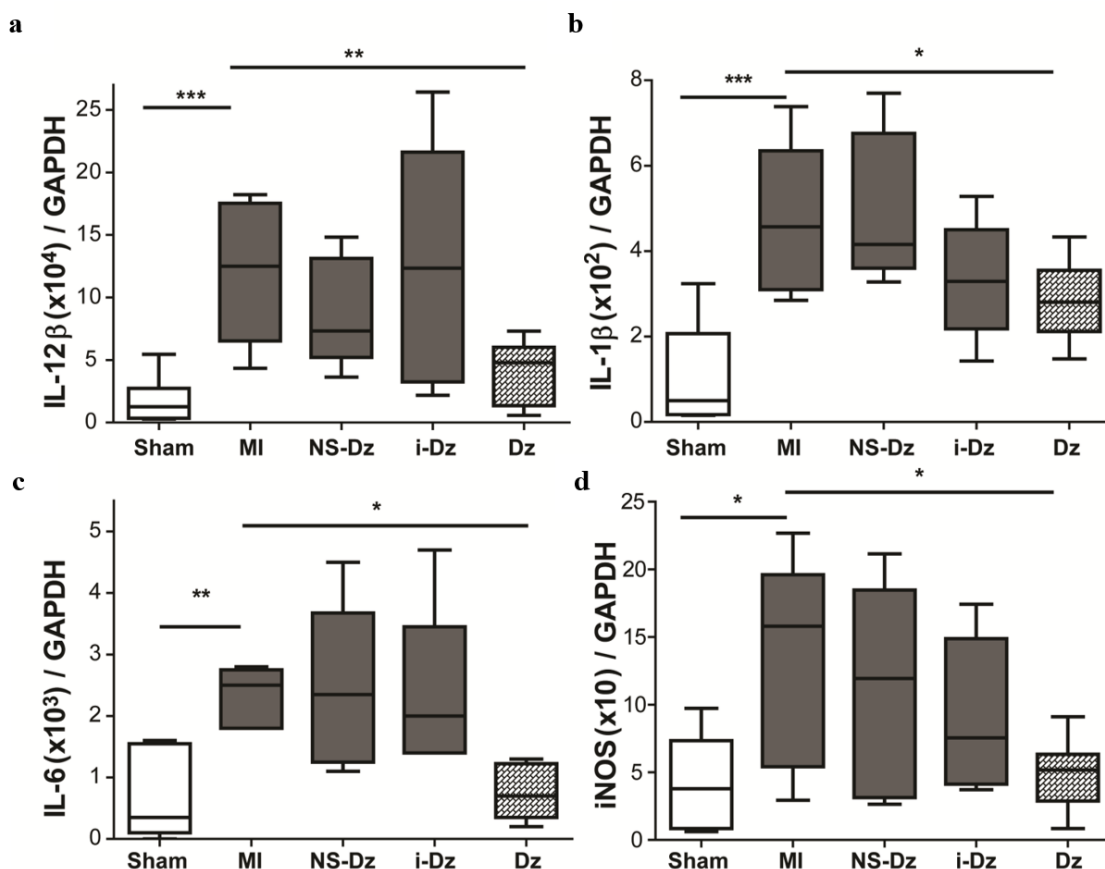 a
**
***
IL-12β (x10⁴) / GAPDH
25
20
15
10
5
0
Sham MI NS-Dz i-Dz Dz
b
*
***
IL-1β (x10²) / GAPDH
8
6
4
2
0
Sham MI NS-Dz i-Dz Dz
c
*
**
IL-6 (x10³) / GAPDH
5
4
3
2
1
0
Sham MI NS-Dz i-Dz Dz
d
*
*
iNOS (x10) / GAPDH
25
20
15
10
5
0
Sham MI NS-Dz i-Dz Dz